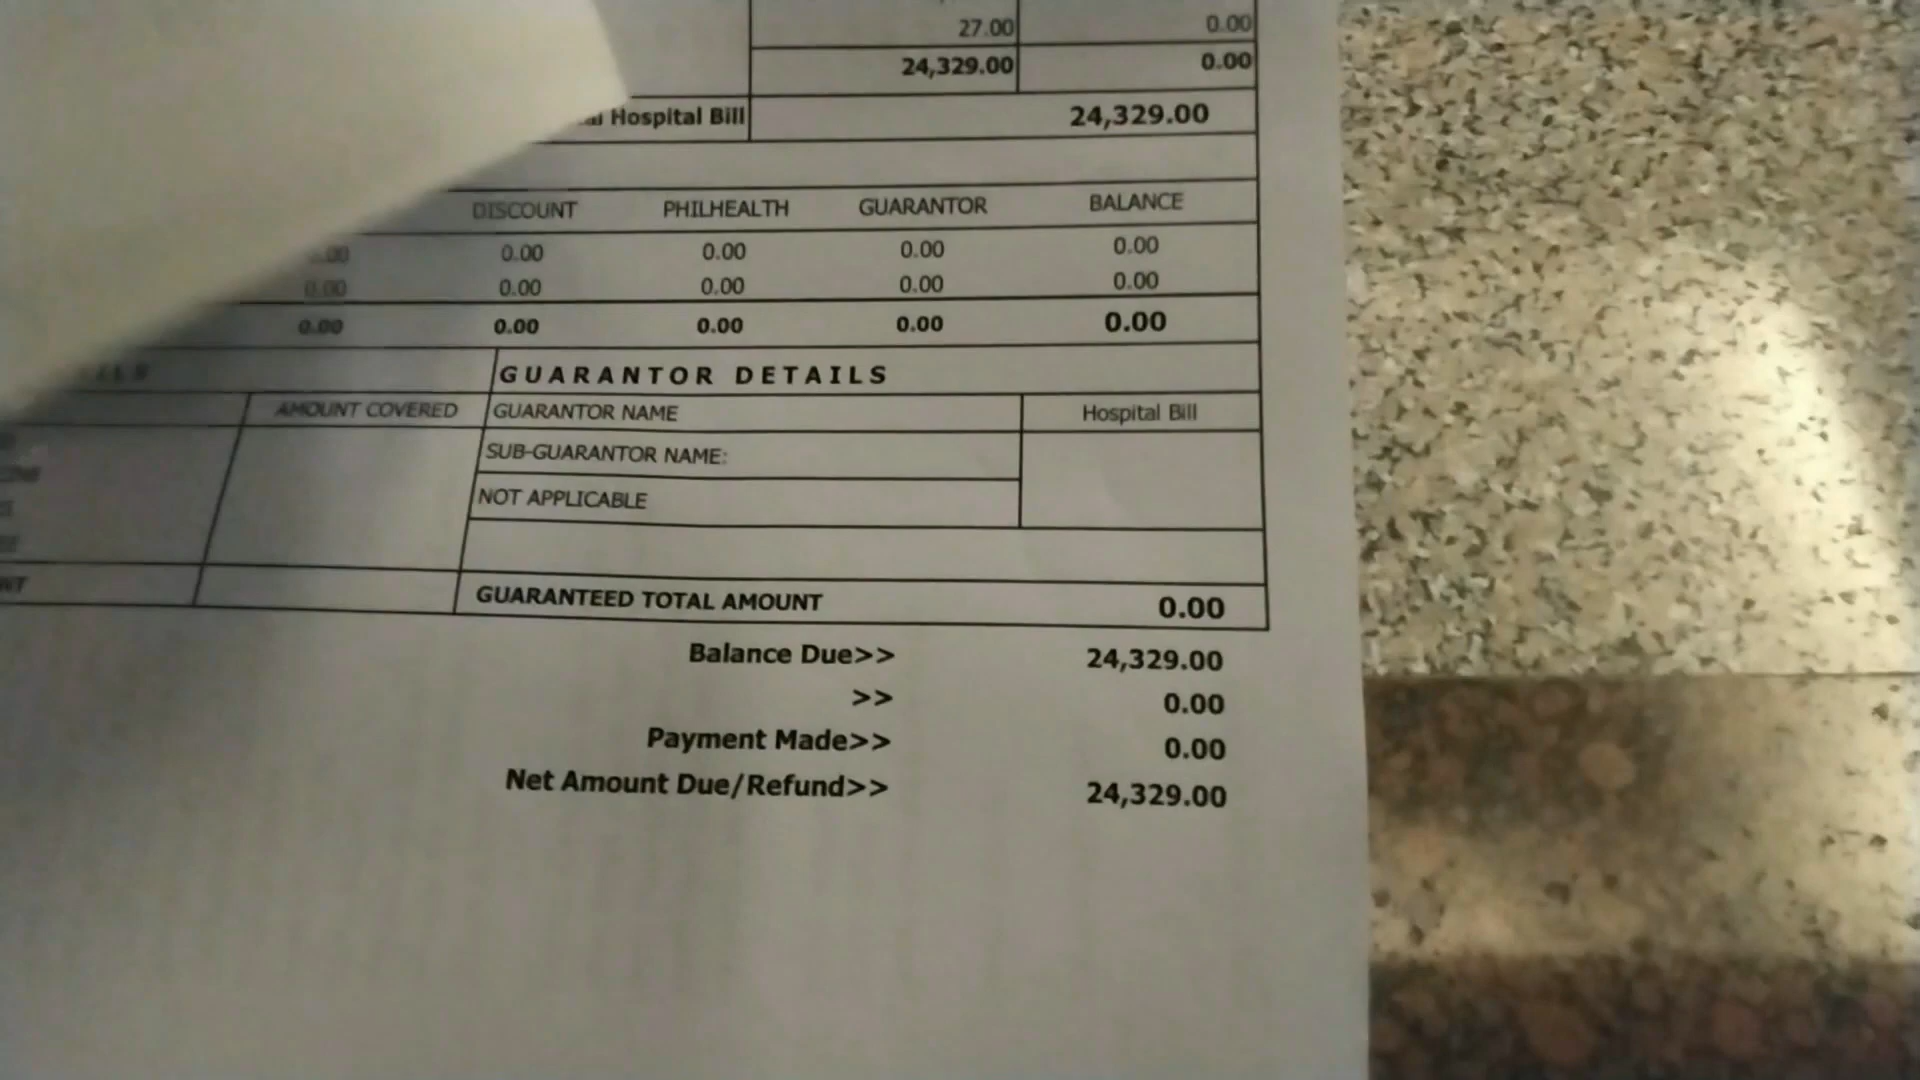 27.00 0.00
24,329.00 0.00
Hospital Bill 24,329.00
DISCOUNT PHILHEALTH GUARANTOR BALANCE
.00 0.00 0.00 0.00 0.00
0.00 0.00 0.00 0.00 0.00
0.00 0.00 0.00 0.00 0.00
GUARANTOR DETAILS
AMOUNT COVERED GUARANTOR NAME Hospital Bill
SUB-GUARANTOR NAME:
NOT APPLICABLE
GUARANTEED TOTAL AMOUNT 0.00
Balance Due>> 24,329.00
>> 0.00
Payment Made>> 0.00
Net Amount Due/Refund>> 24,329.00